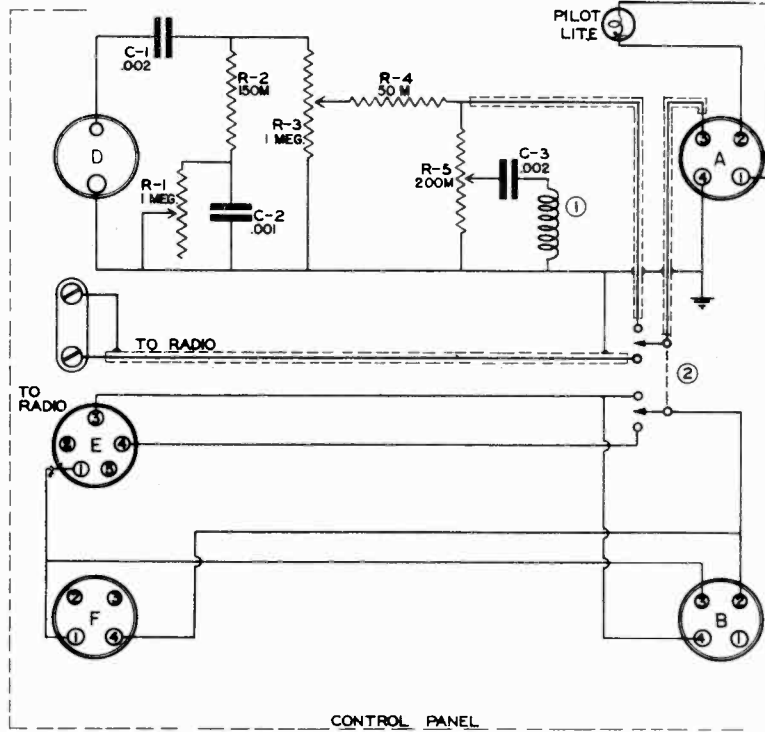 PILOT
LITE
C-1
.002
R-2
150M
R-4
50 M
R-3
1 MEG.
D
A
3
2
4
1
R-1
1 MEG.
C-2
.001
R-5
200M
C-3
.002
1
TO RADIO
2
TO
RADIO
3
2
E
4
1
5
2
3
F
1
4
3
2
B
4
1
CONTROL PANEL